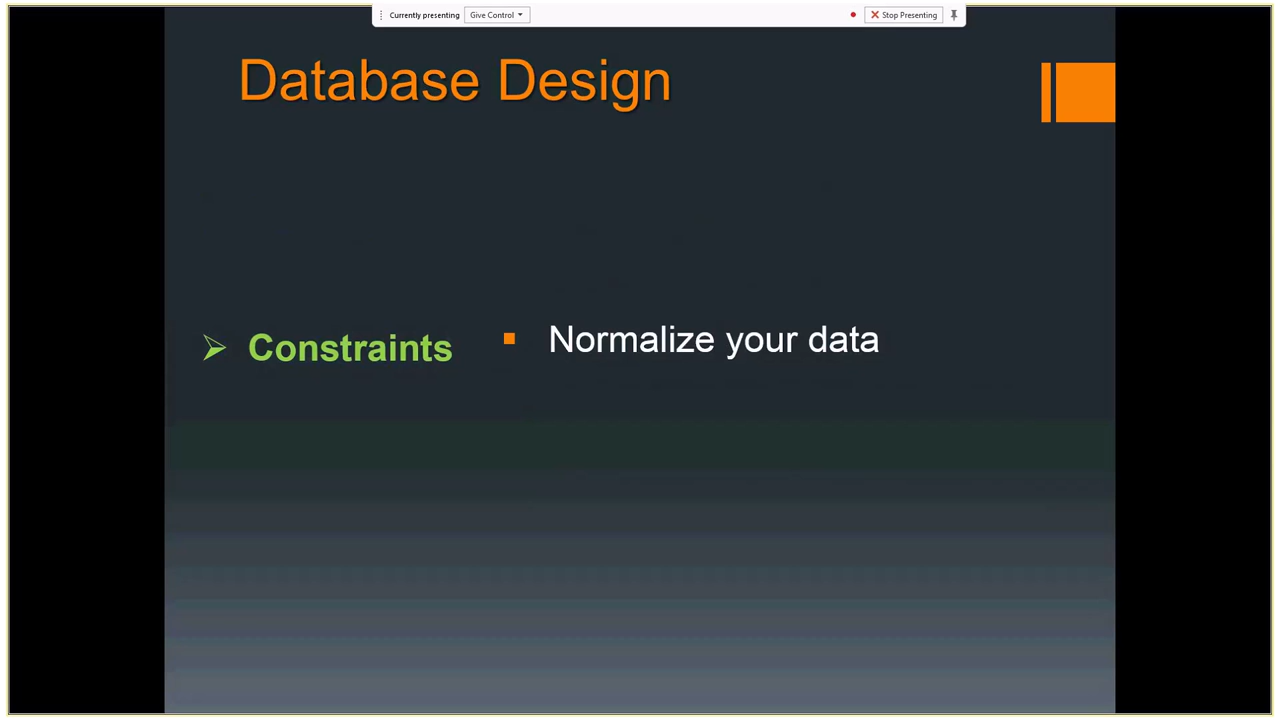 Currently presenting Give Control Stop Presenting
Database Design
Constraints
Normalize your data